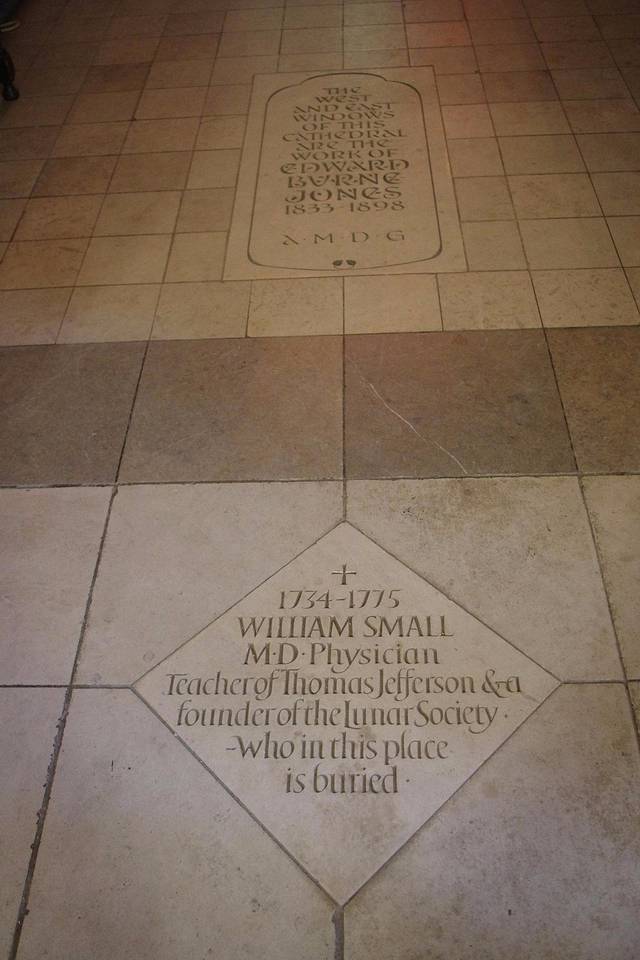 THE
WEST
AND EAST
WINDOWS
OF THIS
CATHEDRAL
ARE THE
WORK OF
EDWARD
BURNE
JONES
1833-1898
A·M·D·G
1734-1775
WILLIAM SMALL
M·D·Physician
Teacher of Thomas Jefferson & a
founder of the Lunar Society·
-who in this place
is buried·